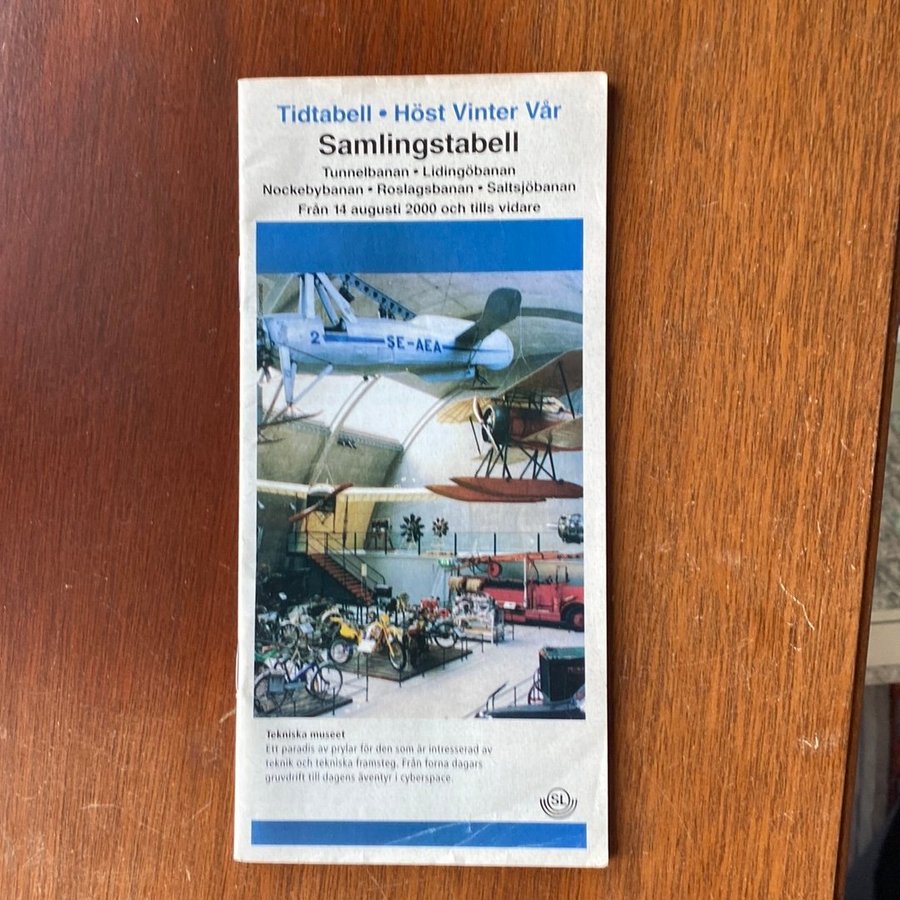 Tidtabell • Höst Vinter Vår
Samlingstabell
Tunnelbanan • Lidingöbanan
Nockebybanan • Roslagsbanan • Saltsjöbanan
Från 14 augusti 2000 och tills vidare
2 SE-AEA
Tekniska museet
Ett paradis av prylar för den som är intresserad av
teknik och tekniska framsteg. Från forna dagars
gruvdrift till dagens äventyr i cyberspace.
SL